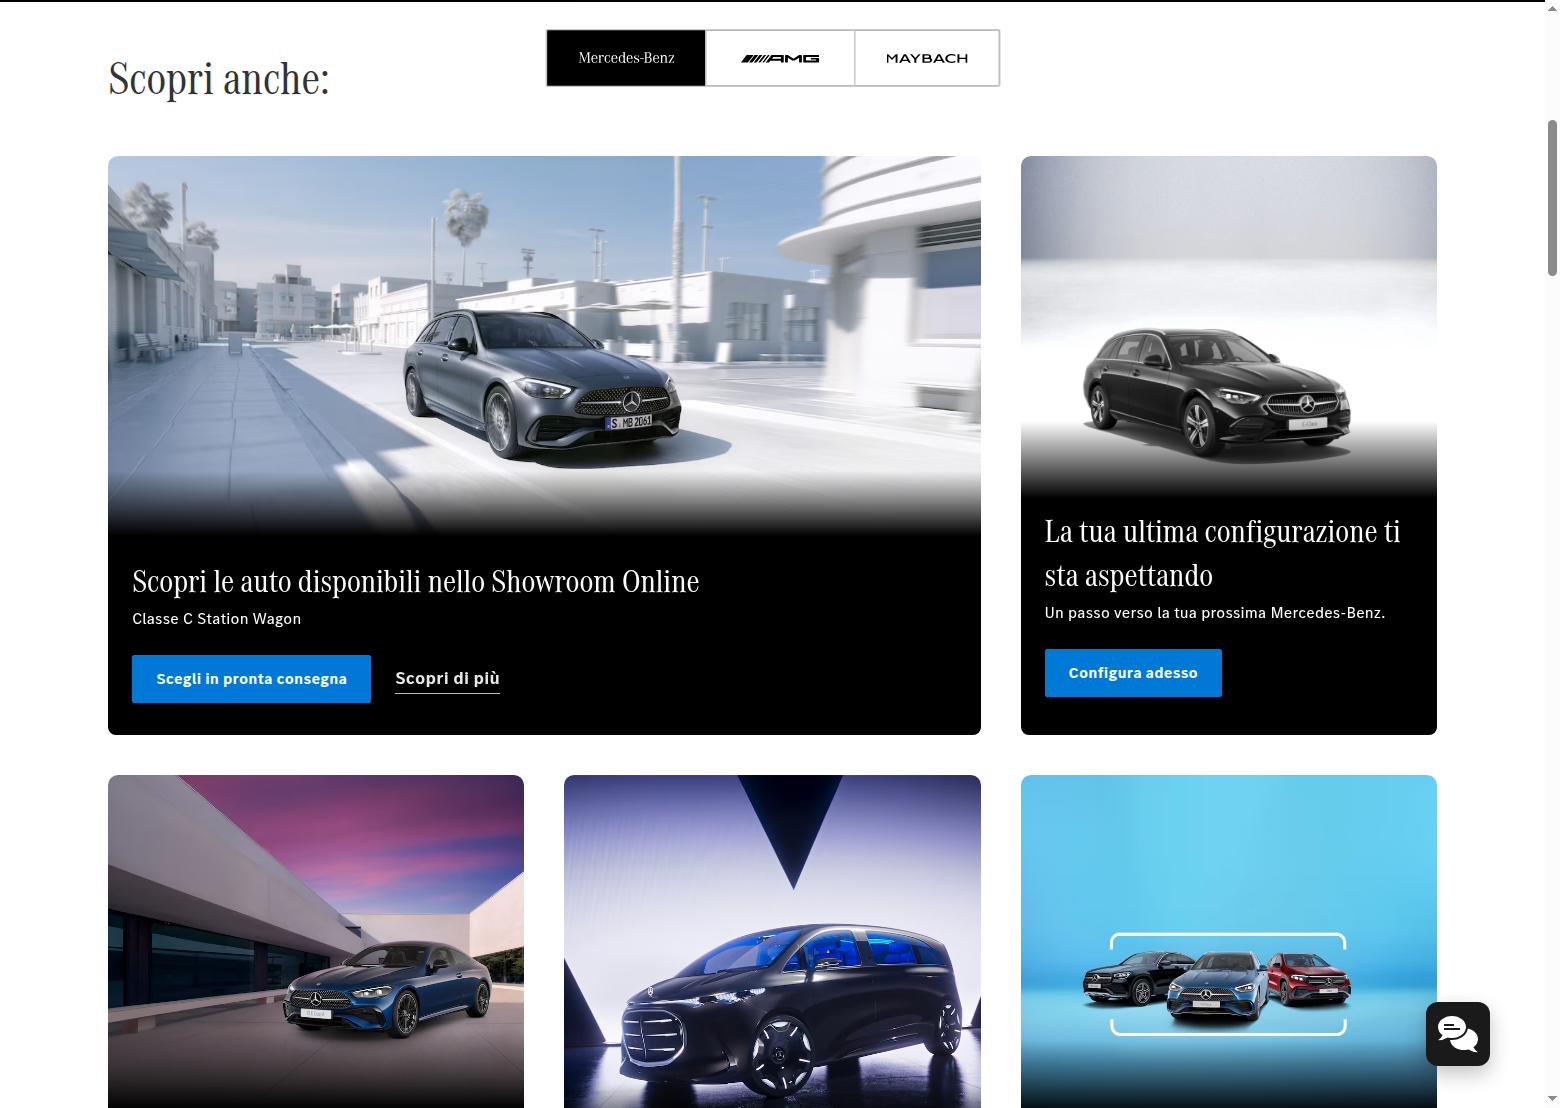 Mercedes-Benz
AMG
MAYBACH
Scopri anche:
S MB 2061
Scopri le auto disponibili nello Showroom Online
Classe C Station Wagon
Scegli in pronta consegna
Scopri di più
La tua ultima configurazione ti
sta aspettando
Un passo verso la tua prossima Mercedes-Benz.
Configura adesso